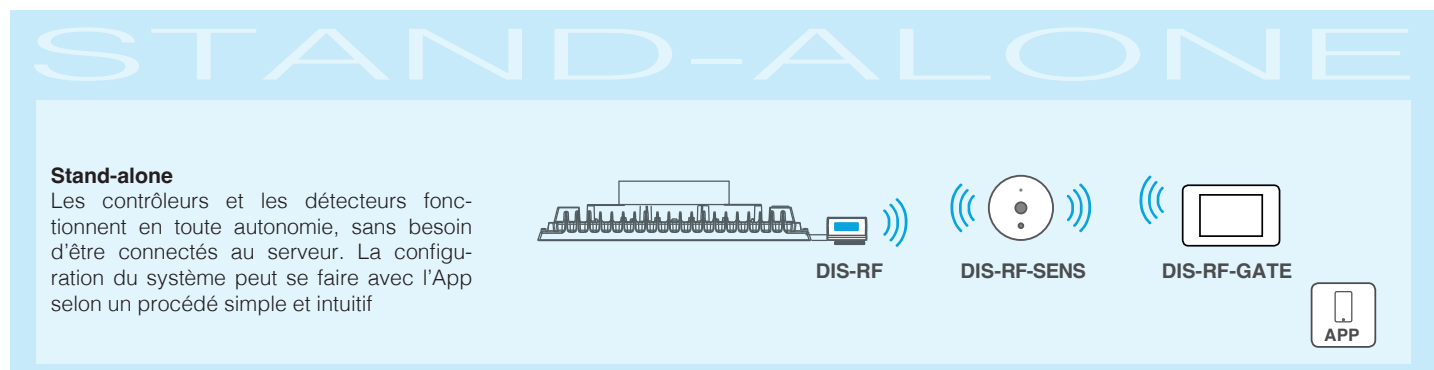 STAND-ALONE
Stand-alone
Les contrôleurs et les détecteurs fonc-
tionnent en toute autonomie, sans besoin
d’être connectés au serveur. La configu-
ration du système peut se faire avec l’App
selon un procédé simple et intuitif
DIS-RF
DIS-RF-SENS
DIS-RF-GATE
APP